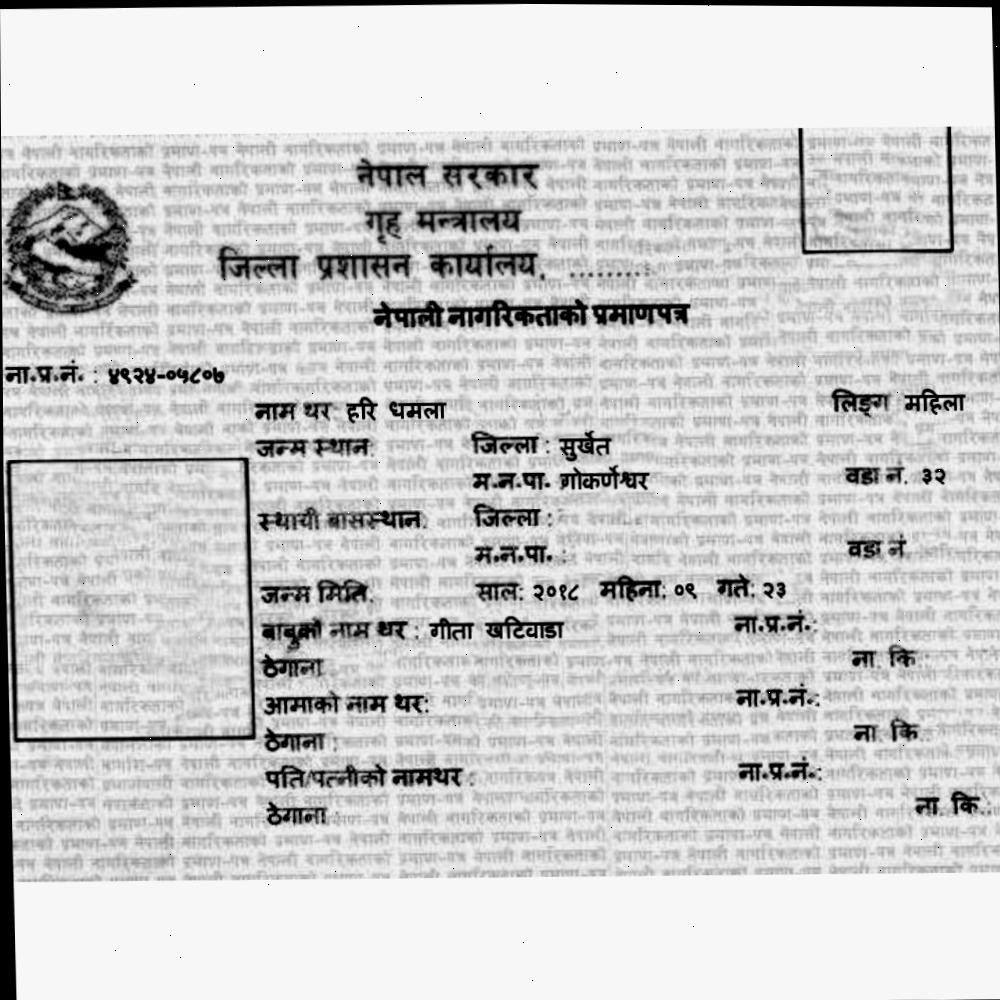 नेपाल सरकार
गृह मन्त्रालय
जिल्ला प्रशासन कार्यालय, .........
नेपाली नागरिकताको प्रमाणपत्र
ना.प्र.नं. : ४९२४-०५८०७
नाम थर: हरि धमला लिङ्ग महिला
जन्म स्थान: जिल्ला : सुर्खेत
म.न.पा. गोकर्णेश्वर वडा नं. ३२
स्थायी बासस्थान: जिल्ला :
म.न.पा. : वडा नं.
जन्म मिति: साल: २०१८ महिना: ०९ गते: २३
बाबुको नाम थर : गीता खटिवाडा ना.प्र.नं.:
ठेगाना ना. कि.:
आमाको नाम थर: ना.प्र.नं.:
ठेगाना : ना. कि.:
पति/पत्नीको नामथर : ना.प्र.नं.:
ठेगाना : ना. कि.: